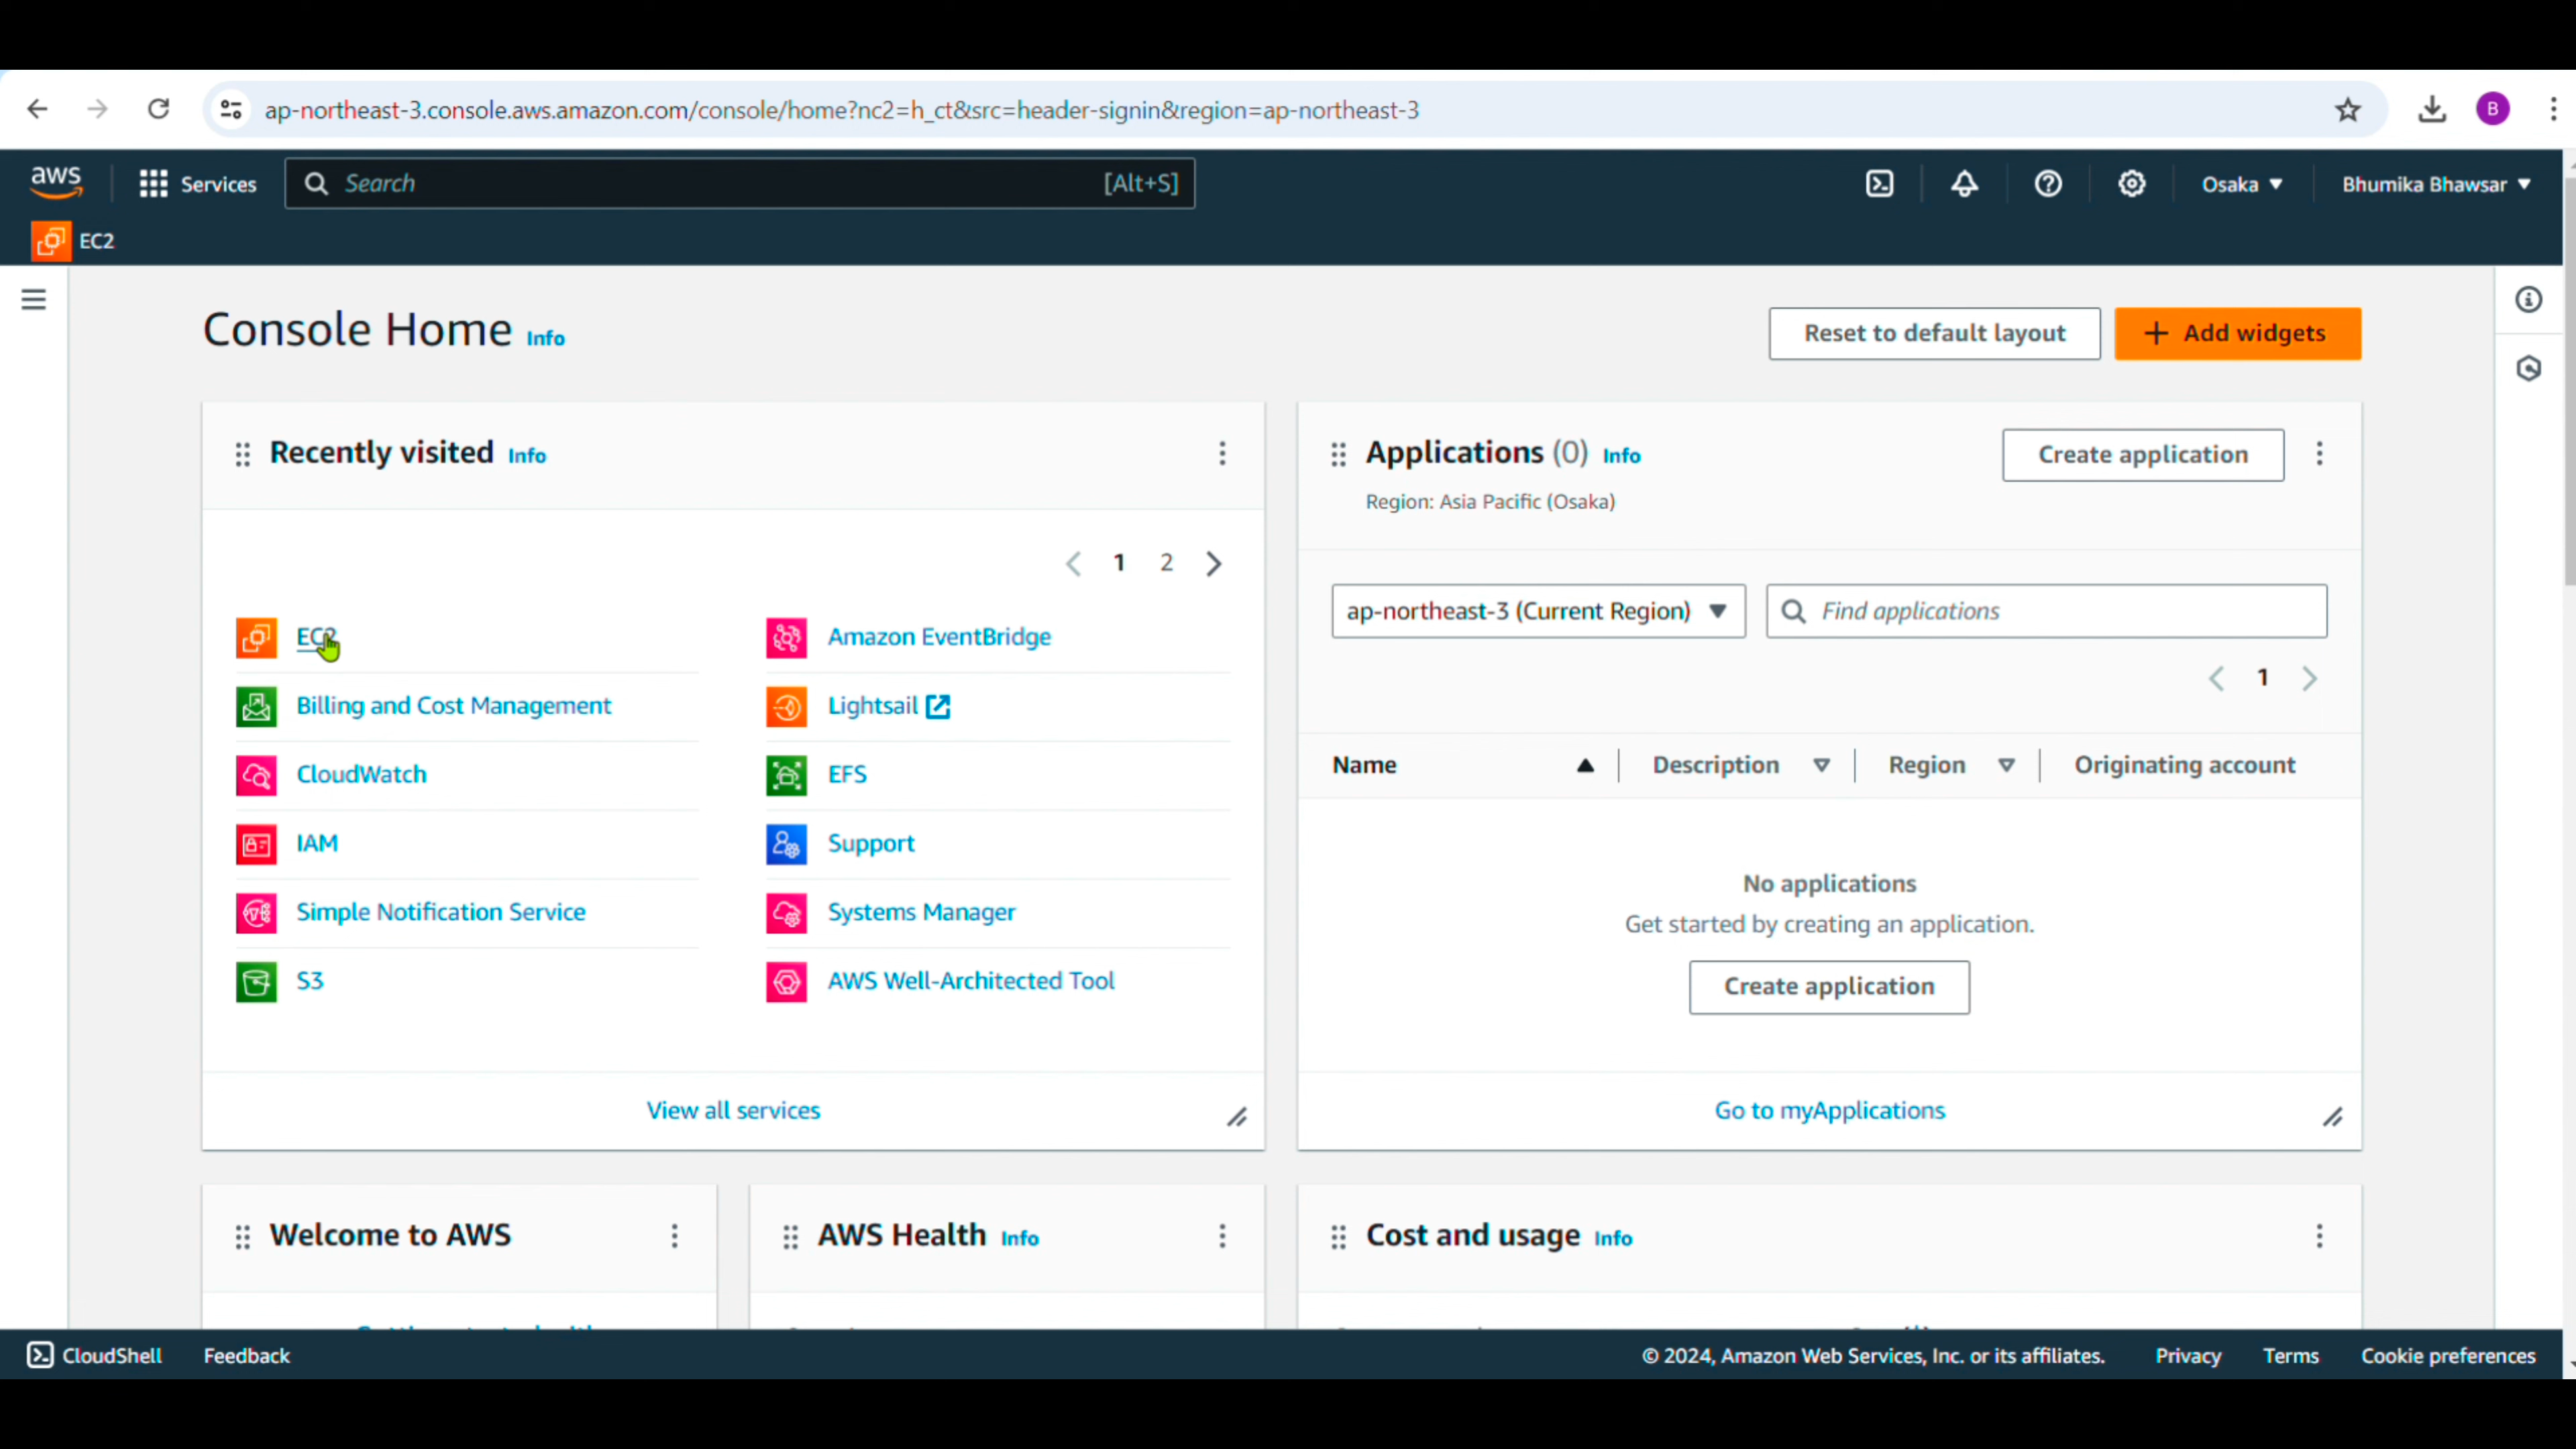 ap-northeast-3.console.aws.amazon.com/console/home?nc2=h_ct&src=header-signin&region=ap-northeast-3
B
aws Services Search [Alt+S] Osaka Bhumika Bhawsar
EC2
Console Home Info Reset to default layout + Add widgets
Recently visited Info
1 2
EC2
Amazon EventBridge
Billing and Cost Management
Lightsail
CloudWatch
EFS
IAM
Support
Simple Notification Service
Systems Manager
S3
AWS Well-Architected Tool
View all services
Applications (0) Info Create application
Region: Asia Pacific (Osaka)
ap-northeast-3 (Current Region) Find applications
1
Name Description Region Originating account
No applications
Get started by creating an application.
Create application
Go to myApplications
Welcome to AWS
AWS Health Info
Cost and usage Info
CloudShell Feedback © 2024, Amazon Web Services, Inc. or its affiliates. Privacy Terms Cookie preferences